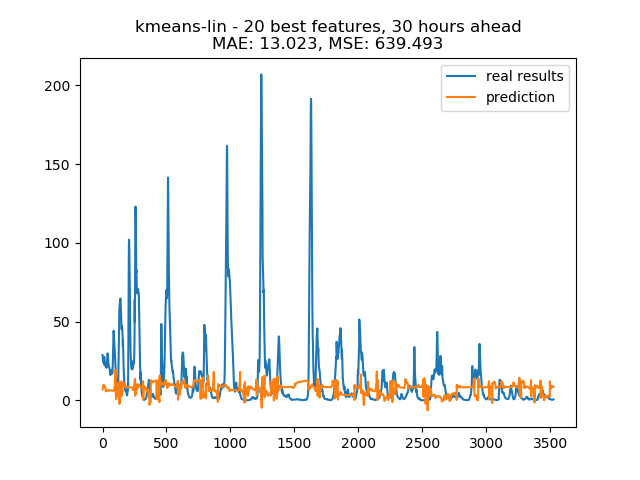 kmeans-lin - 20 best features, 30 hours ahead
MAE: 13.023, MSE: 639.493
real results
prediction
200
150
100
50
0
0 500 1000 1500 2000 2500 3000 3500